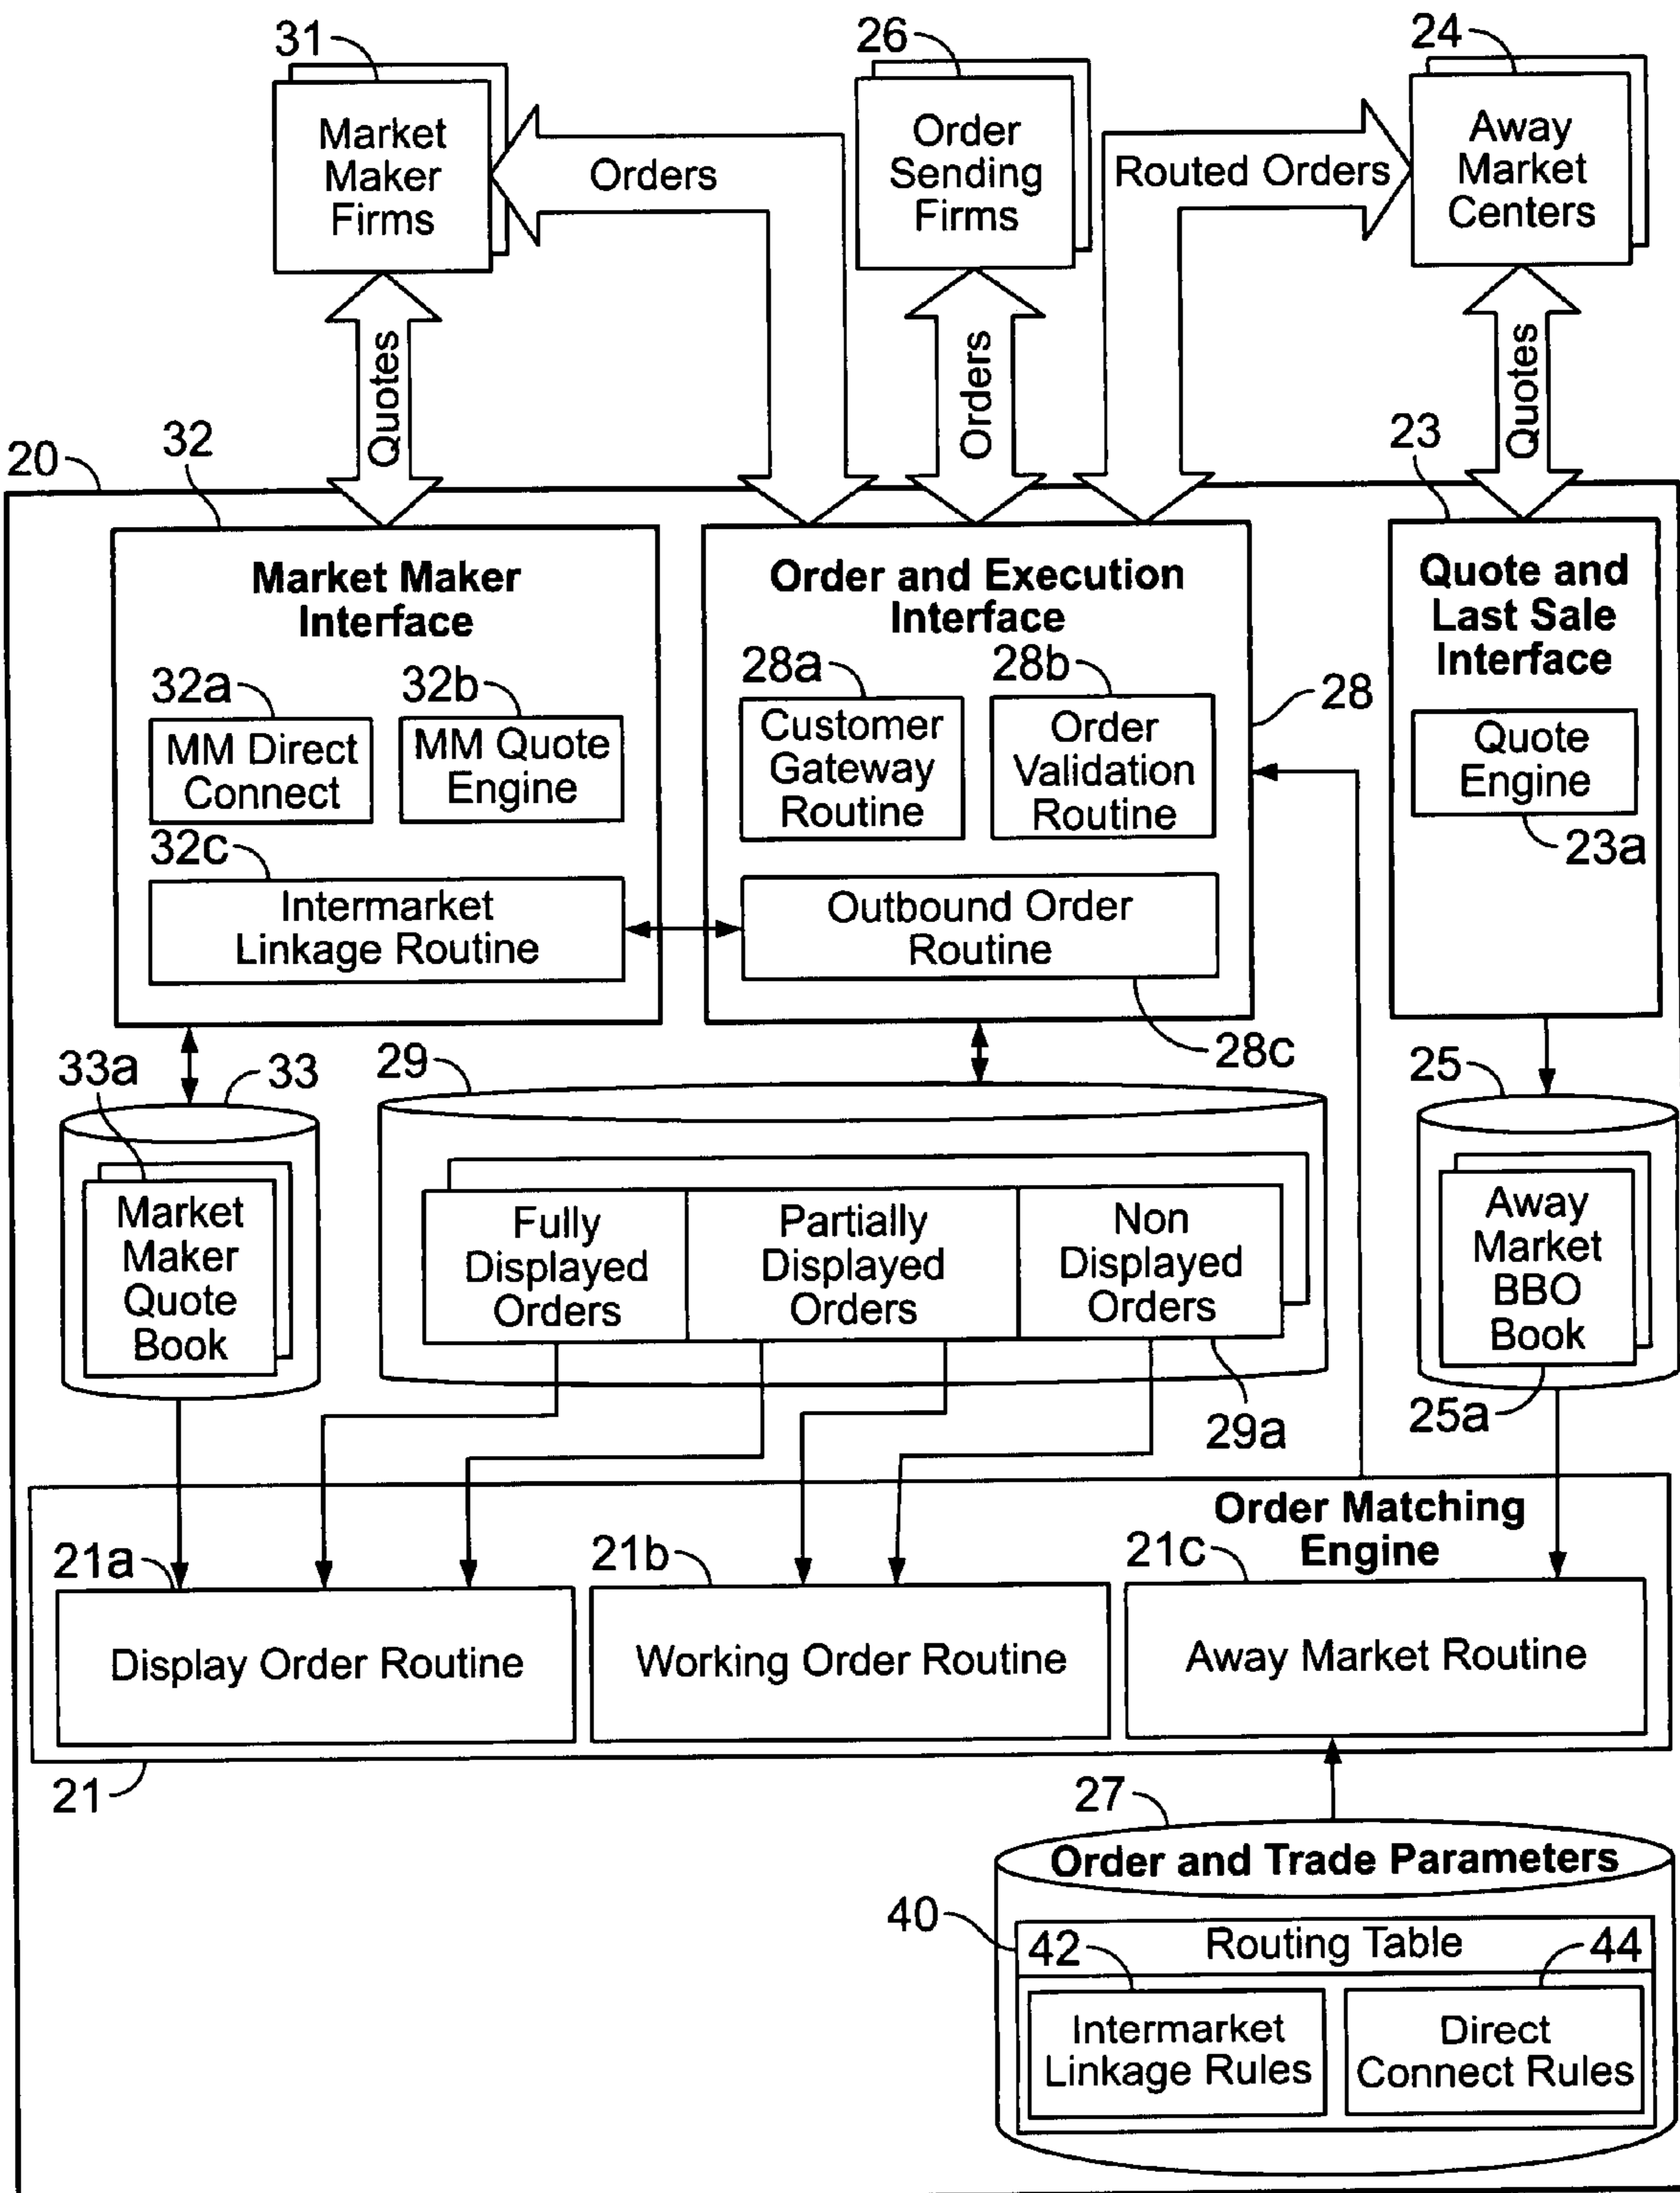 31
26
24
Market
Maker
Firms
Orders
Order
Sending
Firms
Routed Orders
Away
Market
Centers
Quotes
Orders
Quotes
20
32
23
Market Maker
Interface
Order and Execution
Interface
Quote and
Last Sale
Interface
32a
32b
28a
28b
28
MM Direct
Connect
MM Quote
Engine
Customer
Gateway
Routine
Order
Validation
Routine
Quote
Engine
23a
32c
Intermarket
Linkage Routine
Outbound Order
Routine
28c
33a
33
29
25
Market
Maker
Quote
Book
Fully
Displayed
Orders
Partially
Displayed
Orders
Non
Displayed
Orders
Away
Market
BBO
Book
29a
25a
Order Matching
Engine
21a
21b
21c
Display Order Routine
Working Order Routine
Away Market Routine
21
27
Order and Trade Parameters
40
Routing Table
42
44
Intermarket
Linkage Rules
Direct
Connect Rules